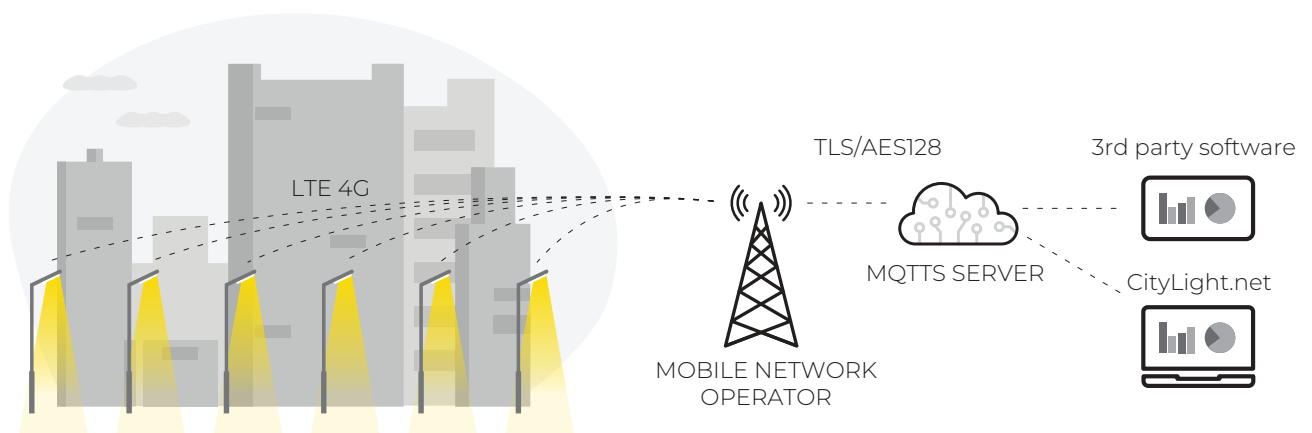 LTE 4G
TLS/AES128
3rd party software
MQTTS SERVER
CityLight.net
MOBILE NETWORK
OPERATOR